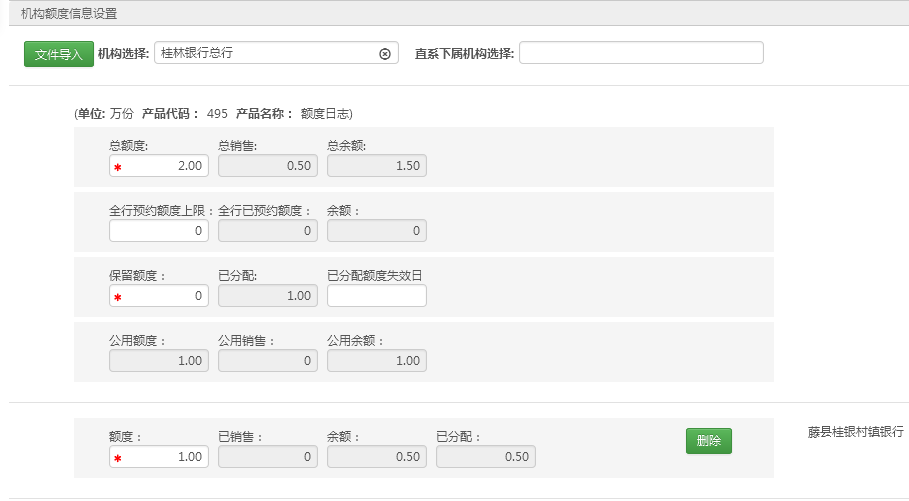 机构额度信息设置
文件导入 机构选择: 桂林银行总行 直系下属机构选择:
(单位: 万份 产品代码： 495 产品名称： 额度日志)
总额度: 总销售: 总余额:
* 2.00 0.50 1.50
全行预约额度上限： 全行已预约额度： 余额：
0 0 0
保留额度： 已分配: 已分配额度失效日
* 0 1.00
公用额度： 公用销售： 公用余额：
1.00 0 1.00
额度： 已销售： 余额： 已分配： 删除 藤县桂银村镇银行
* 1.00 0 0.50 0.50